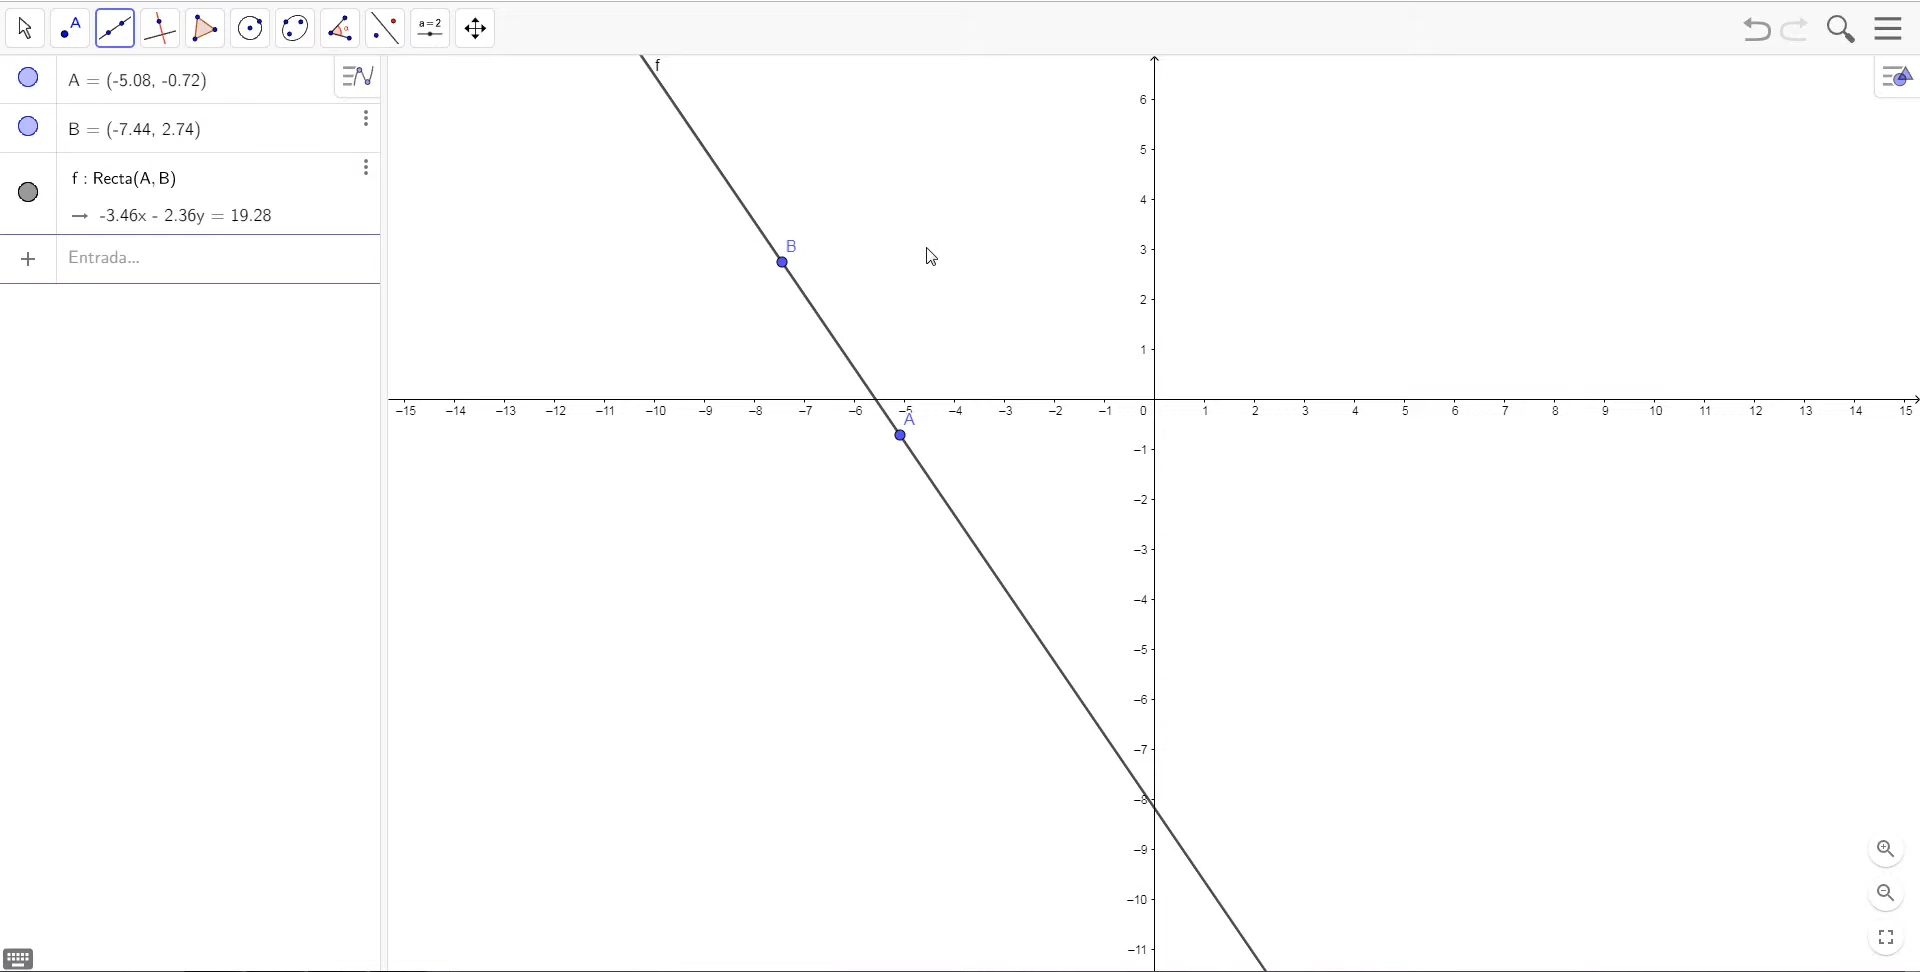 A
α
a=2
A = (-5.08, -0.72)
B = (-7.44, 2.74)
f : Recta(A, B)
→ -3.46x - 2.36y = 19.28
+ Entrada...
f
B
A
6
5
4
3
2
1
−15 −14 −13 −12 −11 −10 −9 −8 −7 −6 −5 −4 −3 −2 −1 0 1 2 3 4 5 6 7 8 9 10 11 12 13 14 15
−1
−2
−3
−4
−5
−6
−7
−8
−9
−10
−11